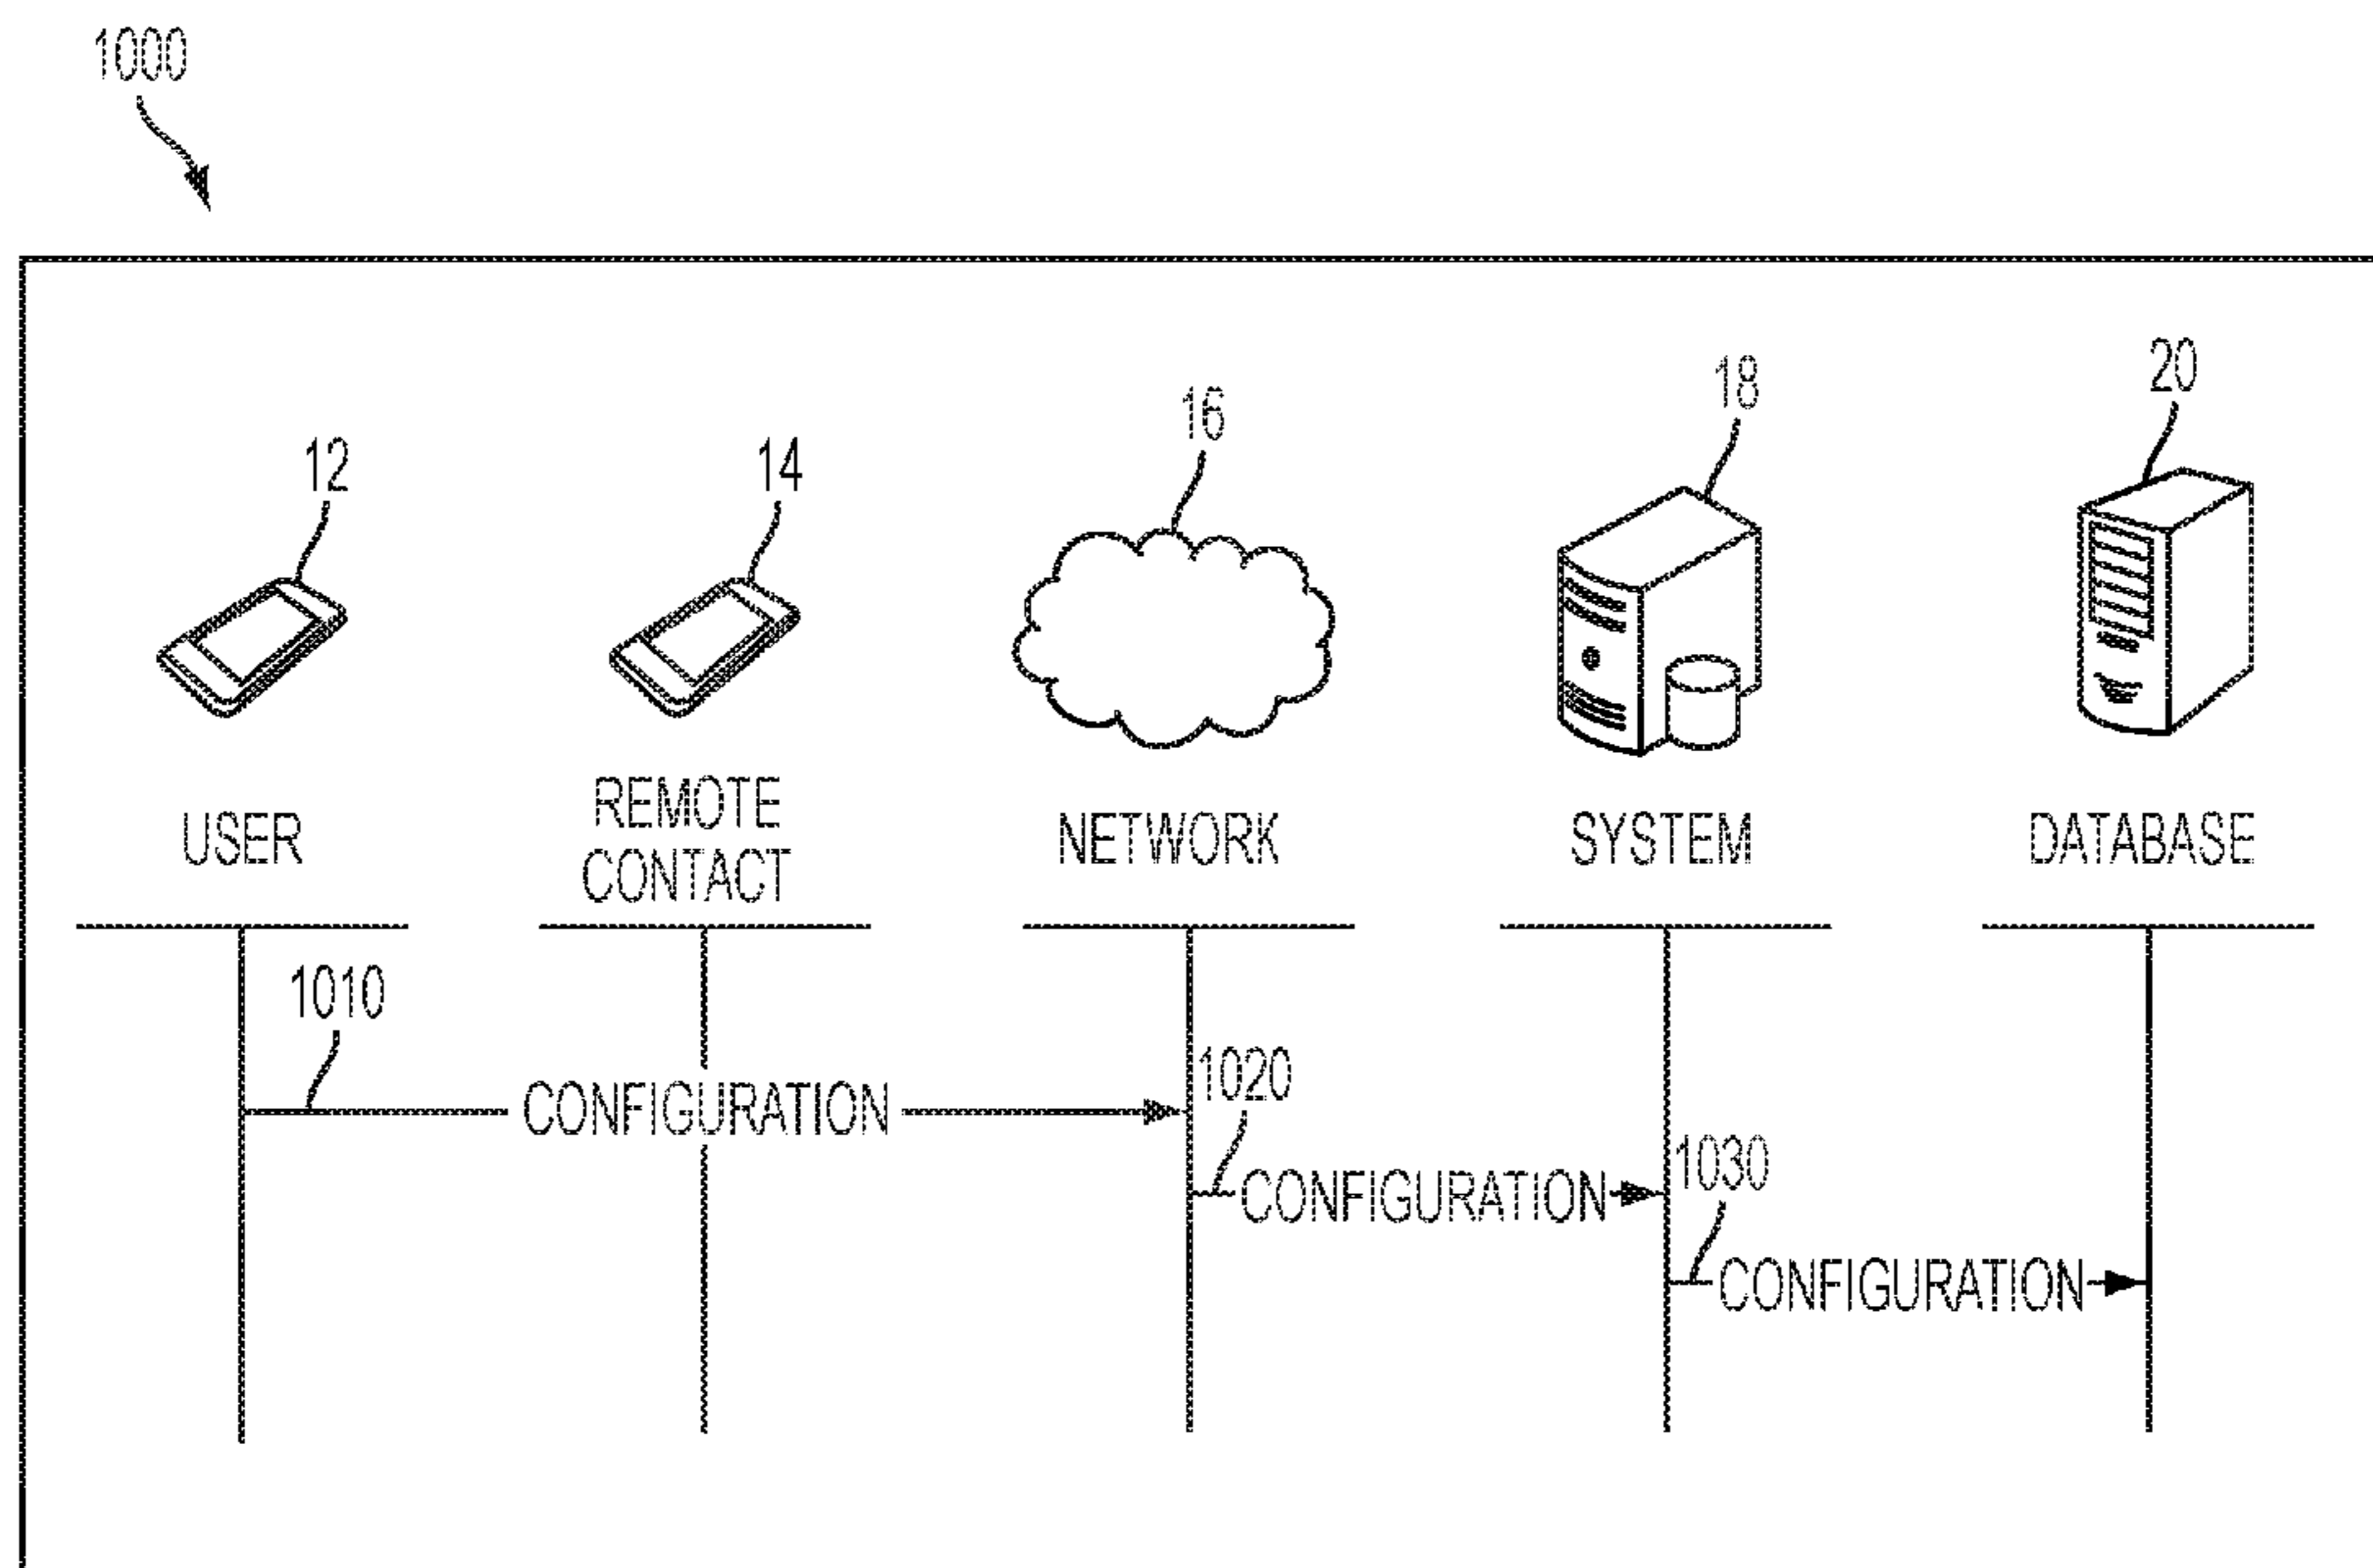 1000
12
14
16
18
20
USER
REMOTE
CONTACT
NETWORK
SYSTEM
DATABASE
1010
CONFIGURATION
1020
CONFIGURATION
1030
CONFIGURATION